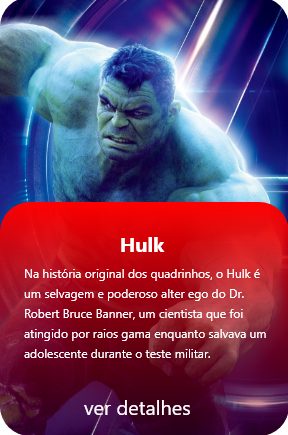 Hulk
Na história original dos quadrinhos, o Hulk é
um selvagem e poderoso alter ego do Dr.
Robert Bruce Banner, um cientista que foi
atingido por raios gama enquanto salvava um
adolescente durante o teste militar.
ver detalhes